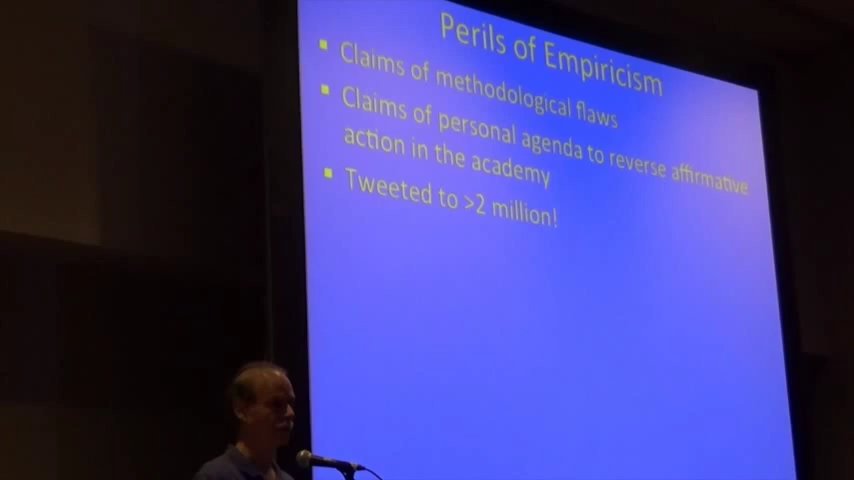 Perils of Empiricism
Claims of methodological flaws
Claims of personal agenda to reverse affirmative
action in the academy
Tweeted to >2 million!